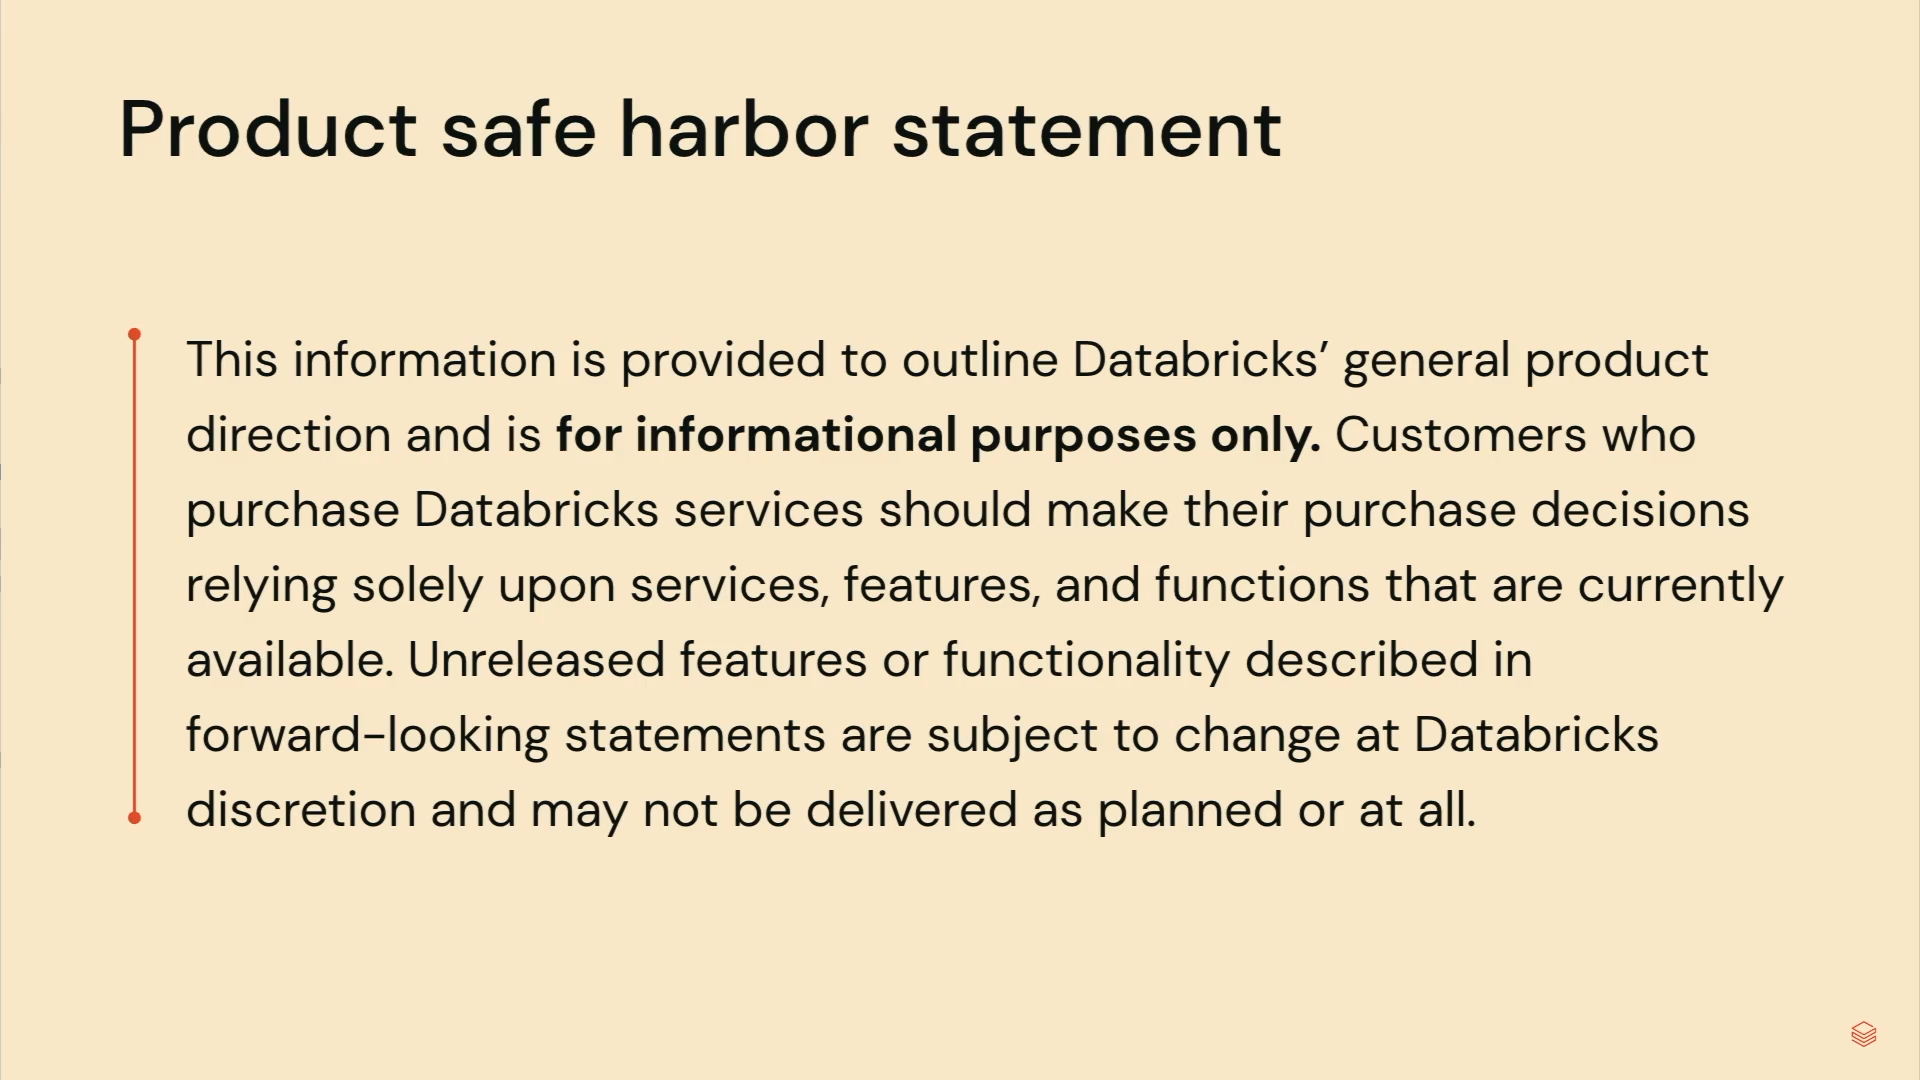 Product safe harbor statement
This information is provided to outline Databricks’ general product
direction and is for informational purposes only. Customers who
purchase Databricks services should make their purchase decisions
relying solely upon services, features, and functions that are currently
available. Unreleased features or functionality described in
forward-looking statements are subject to change at Databricks
discretion and may not be delivered as planned or at all.